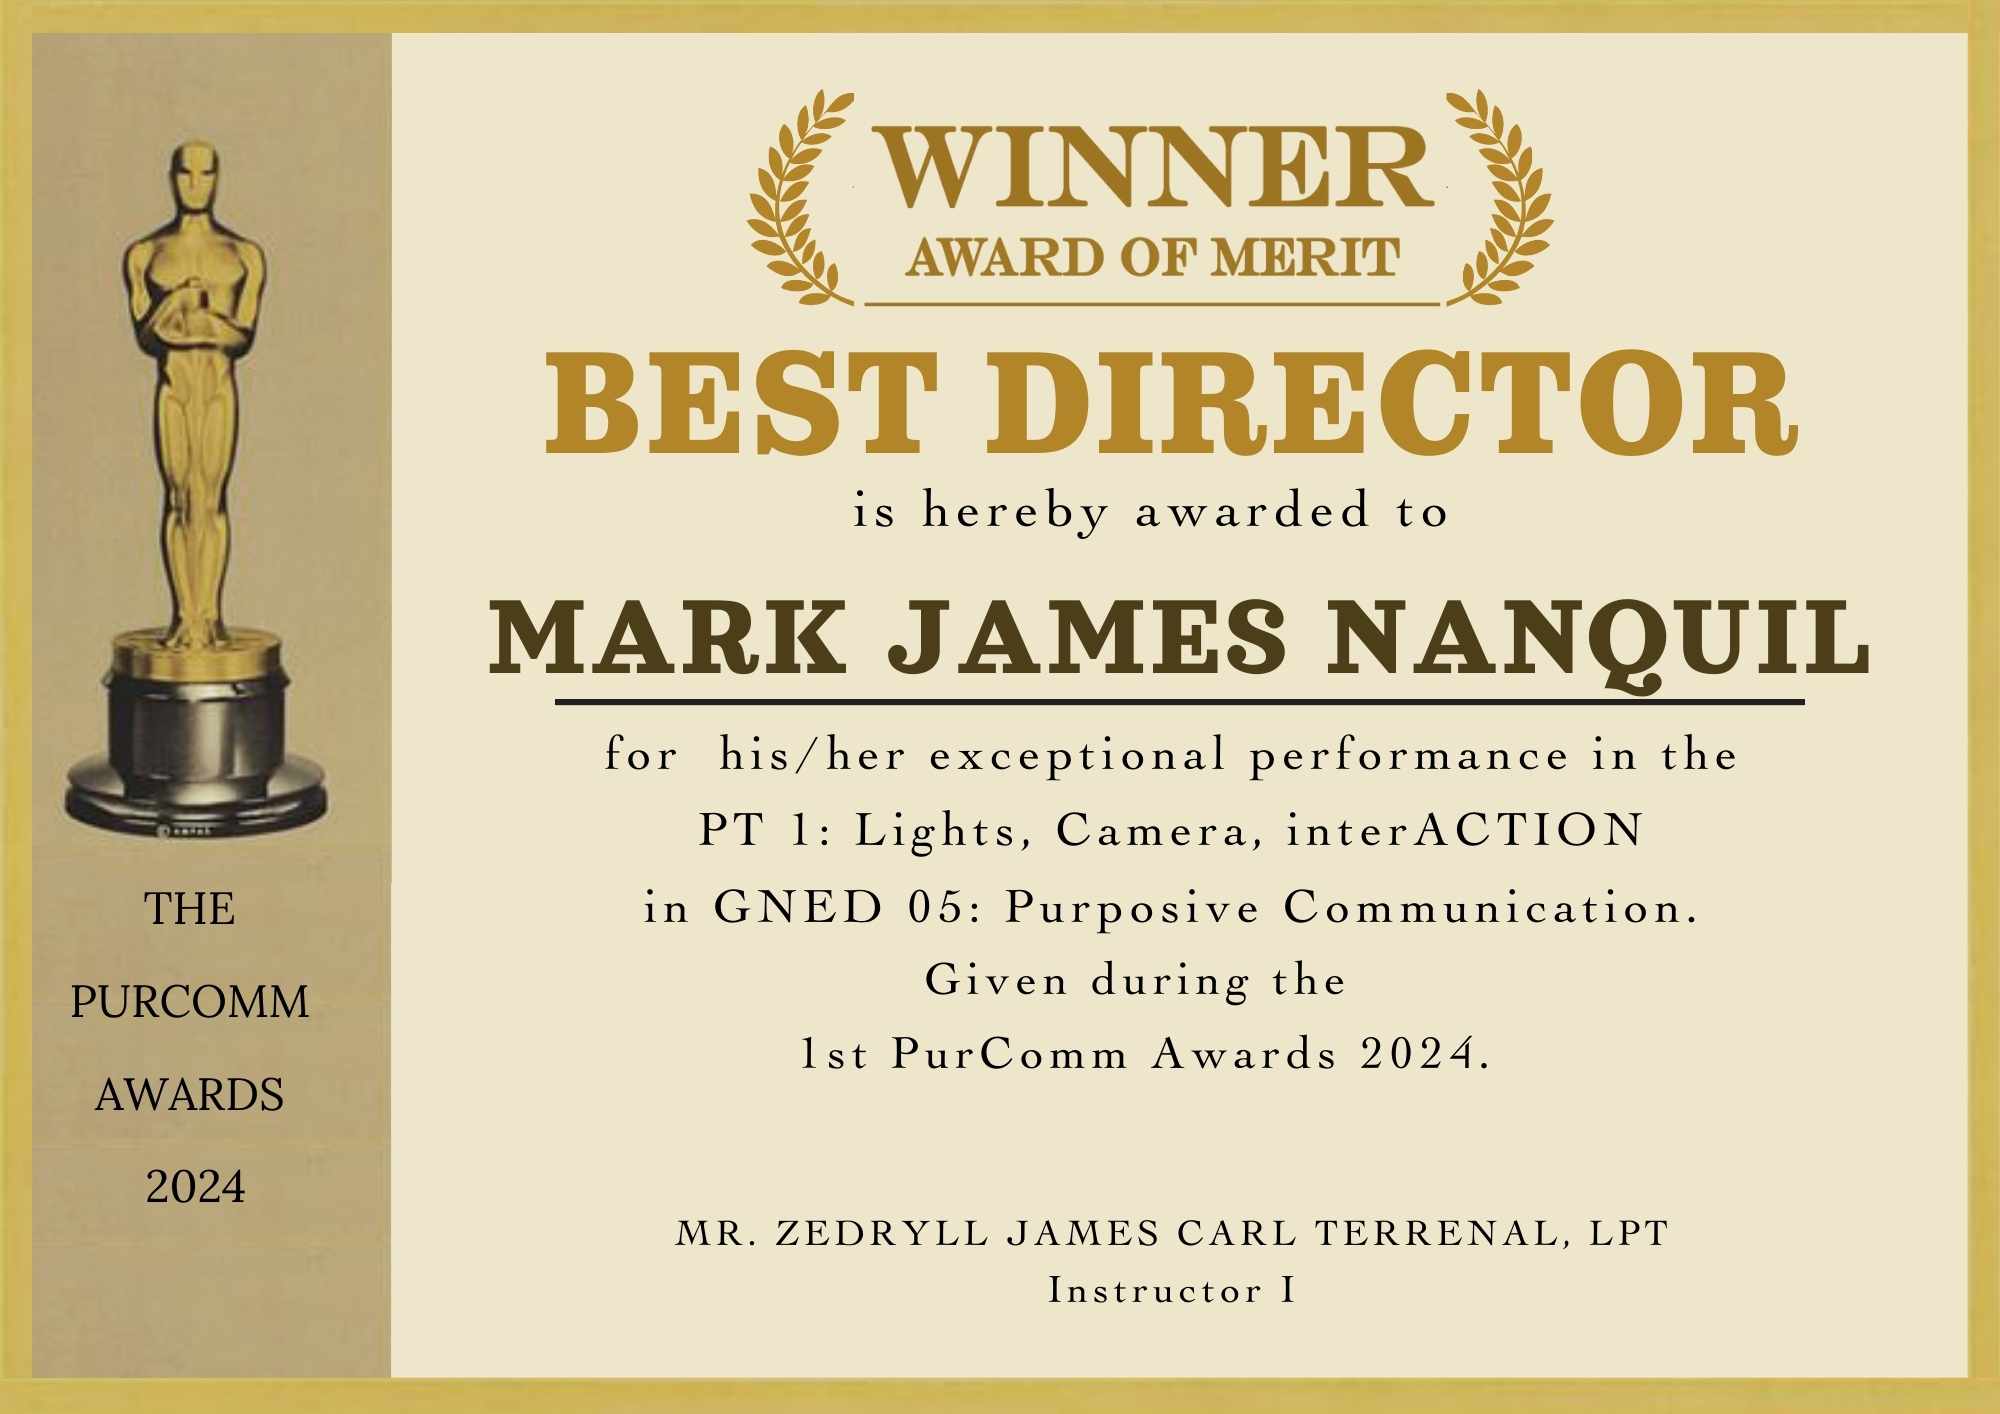 WINNER
AWARD OF MERIT
BEST DIRECTOR
is hereby awarded to
MARK JAMES NANQUIL
for his/her exceptional performance in the
PT 1: Lights, Camera, interACTION
in GNED 05: Purposive Communication.
Given during the
1st PurComm Awards 2024.
MR. ZEDRYLL JAMES CARL TERRENAL, LPT
Instructor I
THE
PURCOMM
AWARDS
2024